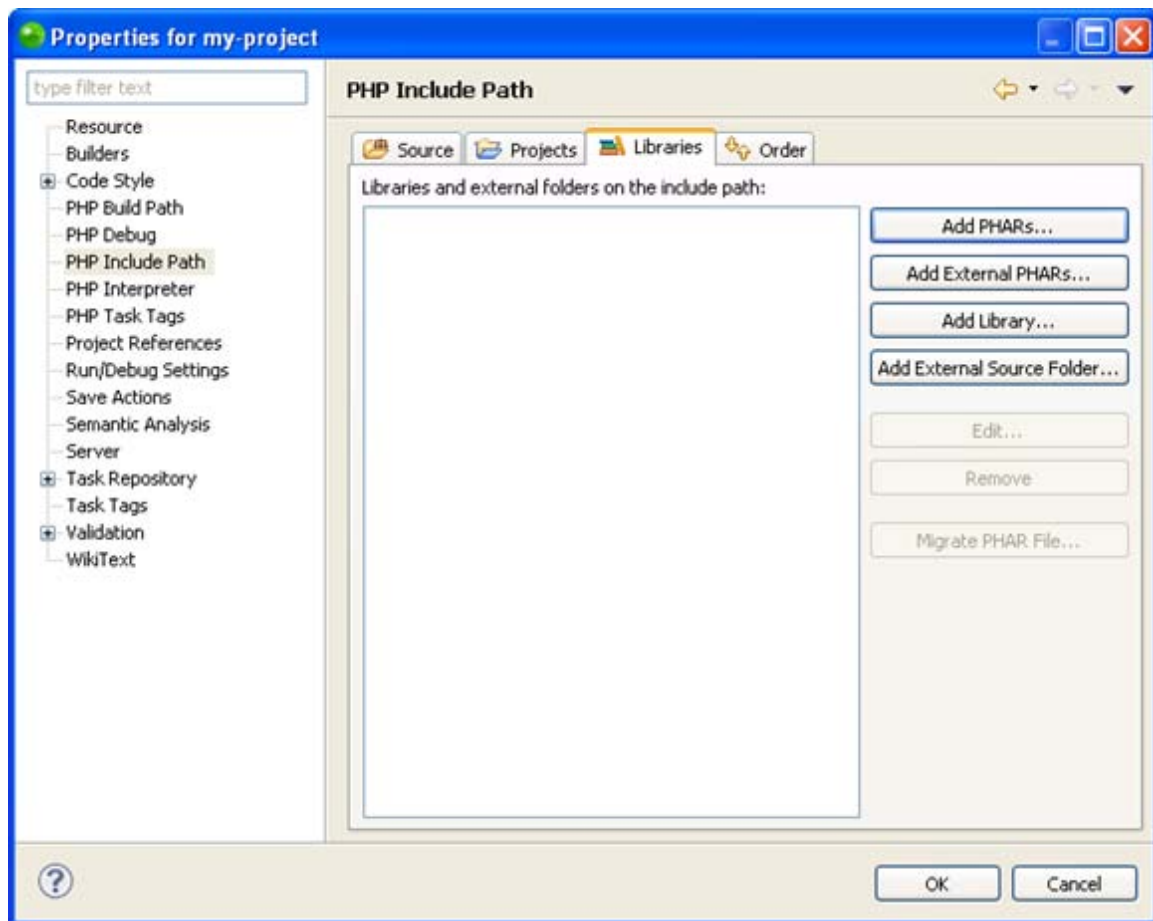 Properties for my-project
type filter text
Resource
Builders
Code Style
PHP Build Path
PHP Debug
PHP Include Path
PHP Interpreter
PHP Task Tags
Project References
Run/Debug Settings
Save Actions
Semantic Analysis
Server
Task Repository
Task Tags
Validation
WikiText
PHP Include Path
Source Projects Libraries Order
Libraries and external folders on the include path:
Add PHARs...
Add External PHARs...
Add Library...
Add External Source Folder...
Edit...
Remove
Migrate PHAR File...
OK Cancel